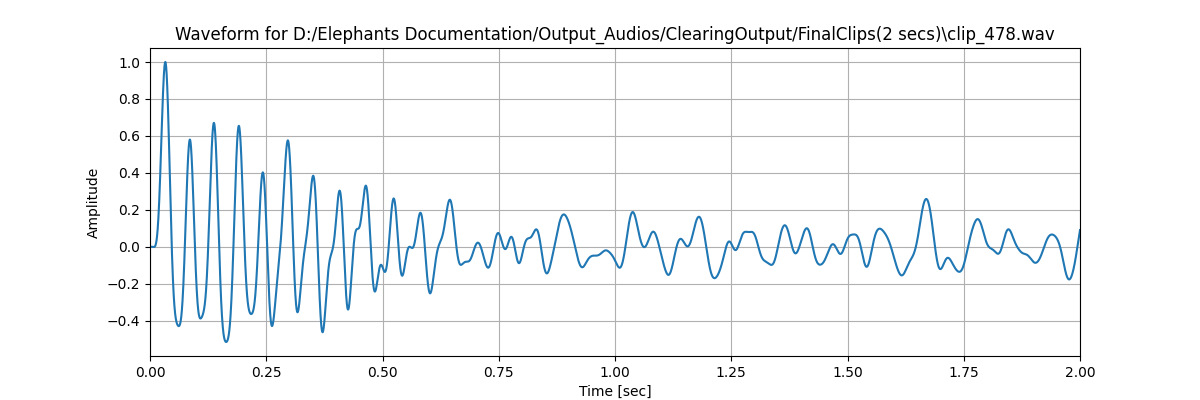 Waveform for D:/Elephants Documentation/Output_Audios/ClearingOutput/FinalClips(2 secs)\clip_478.wav
1.0
0.8
0.6
0.4
0.2
0.0
−0.2
−0.4
Amplitude
0.00 0.25 0.50 0.75 1.00 1.25 1.50 1.75 2.00
Time [sec]